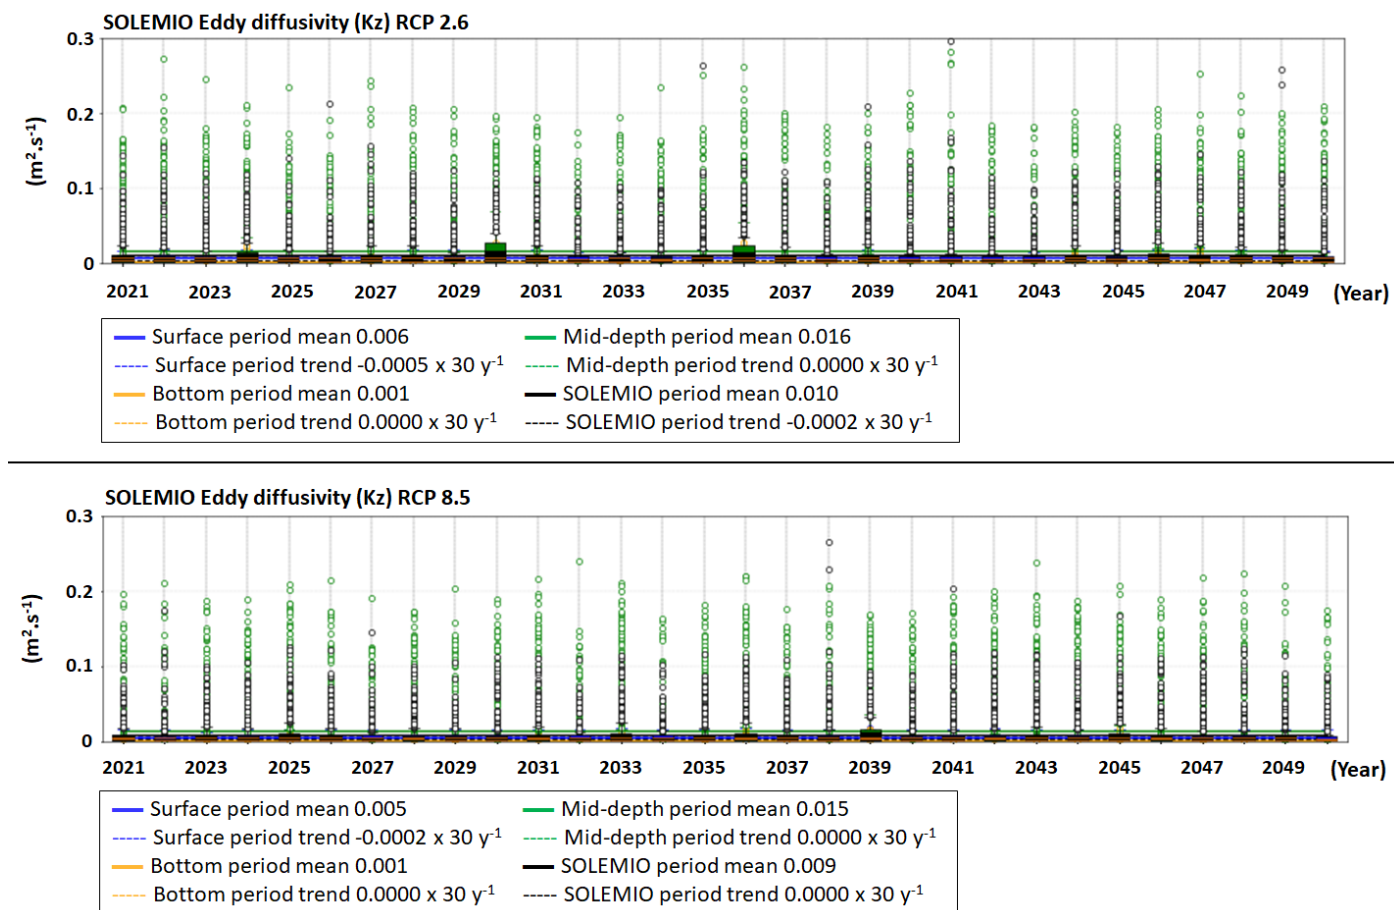 SOLEMIO Eddy diffusivity (Kz) RCP 2.6
0.3
0.2
0.1
0
(m².s⁻¹)
2021 2023 2025 2027 2029 2031 2033 2035 2037 2039 2041 2043 2045 2047 2049 (Year)
Surface period mean 0.006 Mid-depth period mean 0.016
Surface period trend -0.0005 x 30 y⁻¹ Mid-depth period trend 0.0000 x 30 y⁻¹
Bottom period mean 0.001 SOLEMIO period mean 0.010
Bottom period trend 0.0000 x 30 y⁻¹ SOLEMIO period trend -0.0002 x 30 y⁻¹
SOLEMIO Eddy diffusivity (Kz) RCP 8.5
0.3
0.2
0.1
0
(m².s⁻¹)
2021 2023 2025 2027 2029 2031 2033 2035 2037 2039 2041 2043 2045 2047 2049 (Year)
Surface period mean 0.005 Mid-depth period mean 0.015
Surface period trend -0.0002 x 30 y⁻¹ Mid-depth period trend 0.0000 x 30 y⁻¹
Bottom period mean 0.001 SOLEMIO period mean 0.009
Bottom period trend 0.0000 x 30 y⁻¹ SOLEMIO period trend 0.0000 x 30 y⁻¹